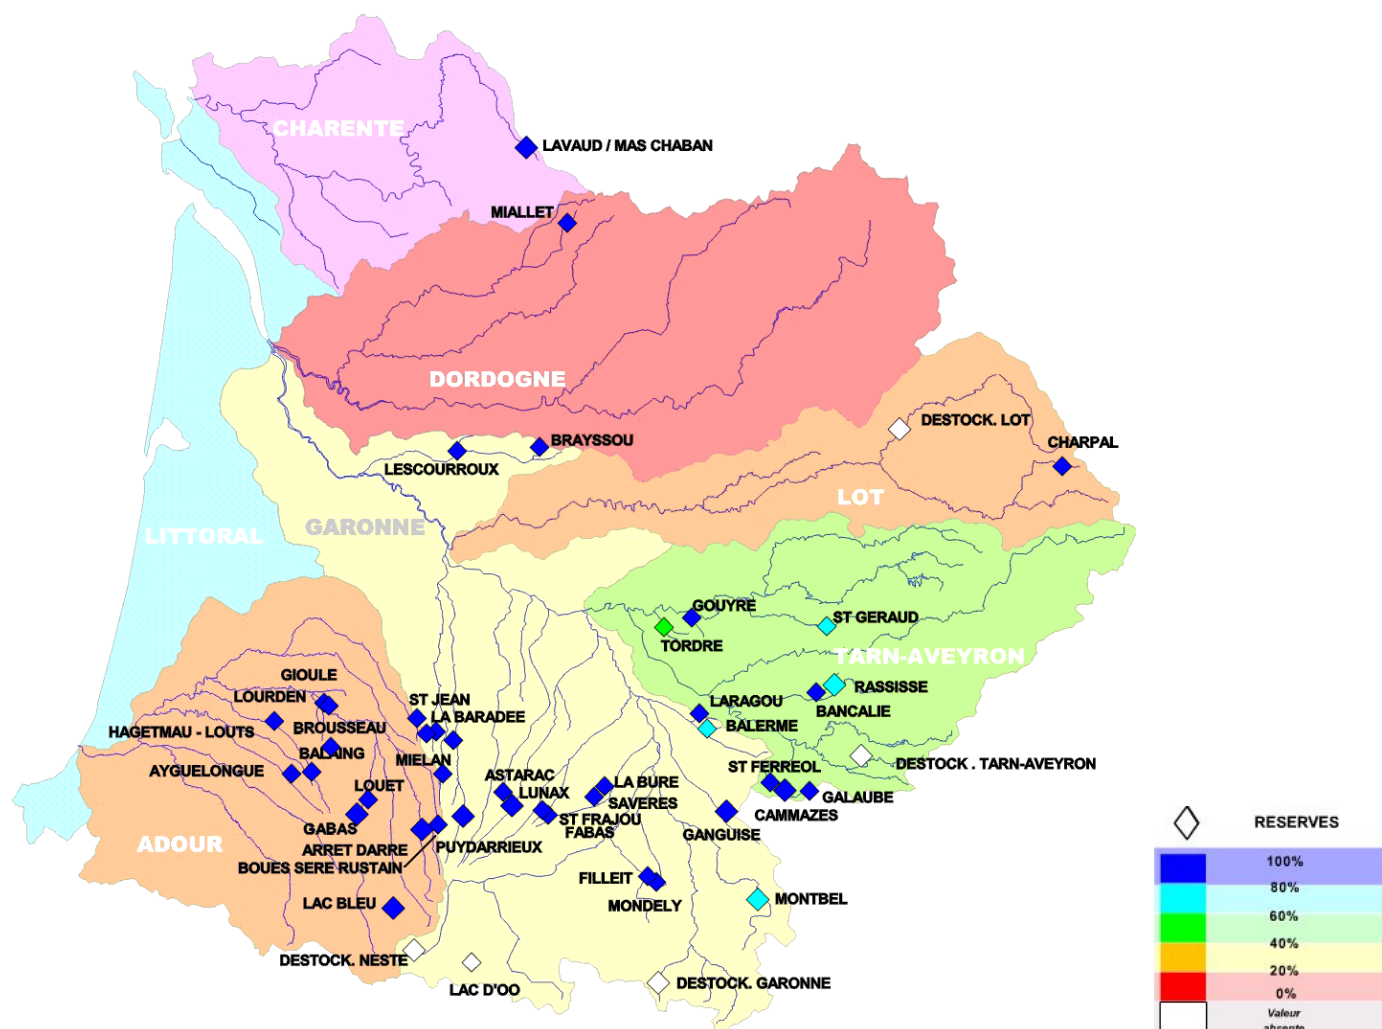 CHARENTE
LAVAUD / MAS CHABAN
MIALLET
DORDOGNE
DESTOCK. LOT
BRAYSSOU
CHARPAL
LESCOURROUX
LOT
GARONNE
LITTORAL
GOUYRE
ST GERAUD
TORDRE
TARN-AVEYRON
GIOULE
RASSISSE
LOURDEN
ST JEAN
LARAGOU
BANCALIE
LA BARADEE
HAGETMAU - LOUTS
BROUSSEAU
BALERME
BALAING
MIELAN
DESTOCK . TARN-AVEYRON
AYGUELONGUE
ASTARAC
ST FERREOL
LOUET
LUNAX
LA BURE
GALAUBE
SAVERES
CAMMAZES
GABAS
ST FRAJOU
FABAS
GANGUISE
ADOUR
ARRET DARRE
PUYDARRIEUX
BOUES SERE RUSTAIN
FILLEIT
LAC BLEU
MONDELY
MONTBEL
DESTOCK. NESTE
LAC D'OO
DESTOCK. GARONNE
RESERVES
100%
80%
60%
40%
20%
0%
Valeur
absente